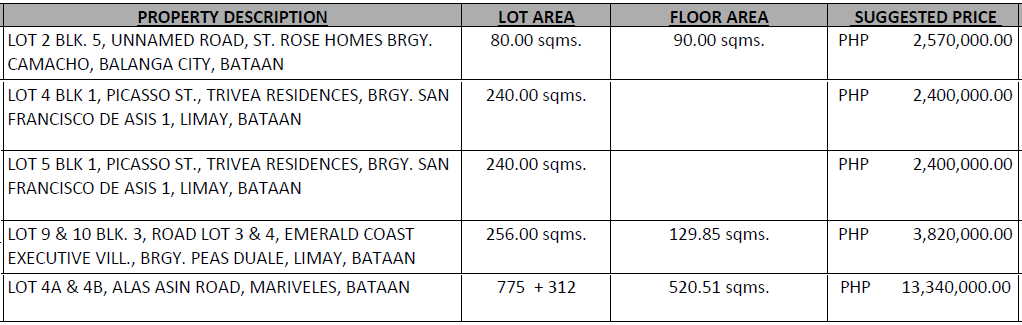 PROPERTY DESCRIPTION LOT AREA FLOOR AREA SUGGESTED PRICE
LOT 2 BLK. 5, UNNAMED ROAD, ST. ROSE HOMES BRGY. 80.00 sqms. 90.00 sqms. PHP 2,570,000.00
CAMACHO, BALANGA CITY, BATAAN
LOT 4 BLK 1, PICASSO ST., TRIVEA RESIDENCES, BRGY. SAN 240.00 sqms. PHP 2,400,000.00
FRANCISCO DE ASIS 1, LIMAY, BATAAN
LOT 5 BLK 1, PICASSO ST., TRIVEA RESIDENCES, BRGY. SAN 240.00 sqms. PHP 2,400,000.00
FRANCISCO DE ASIS 1, LIMAY, BATAAN
LOT 9 & 10 BLK. 3, ROAD LOT 3 & 4, EMERALD COAST 256.00 sqms. 129.85 sqms. PHP 3,820,000.00
EXECUTIVE VILL., BRGY. PEAS DUALE, LIMAY, BATAAN
LOT 4A & 4B, ALAS ASIN ROAD, MARIVELES, BATAAN 775 + 312 520.51 sqms. PHP 13,340,000.00